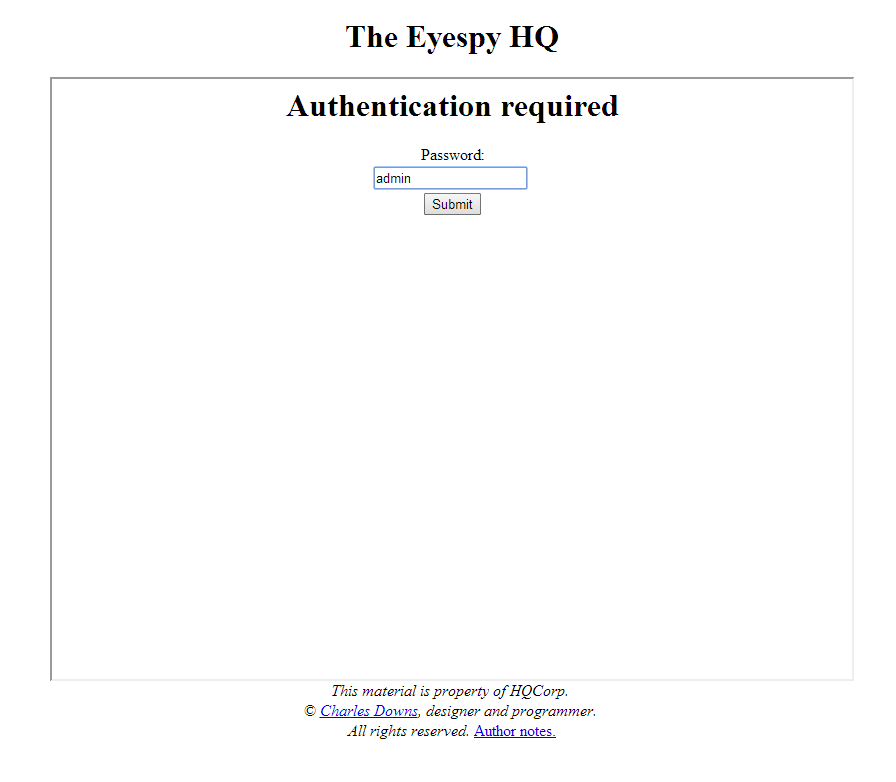 The Eyespy HQ
Authentication required
Password:
admin
Submit
This material is property of HQCorp.
© Charles Downs, designer and programmer.
All rights reserved. Author notes.